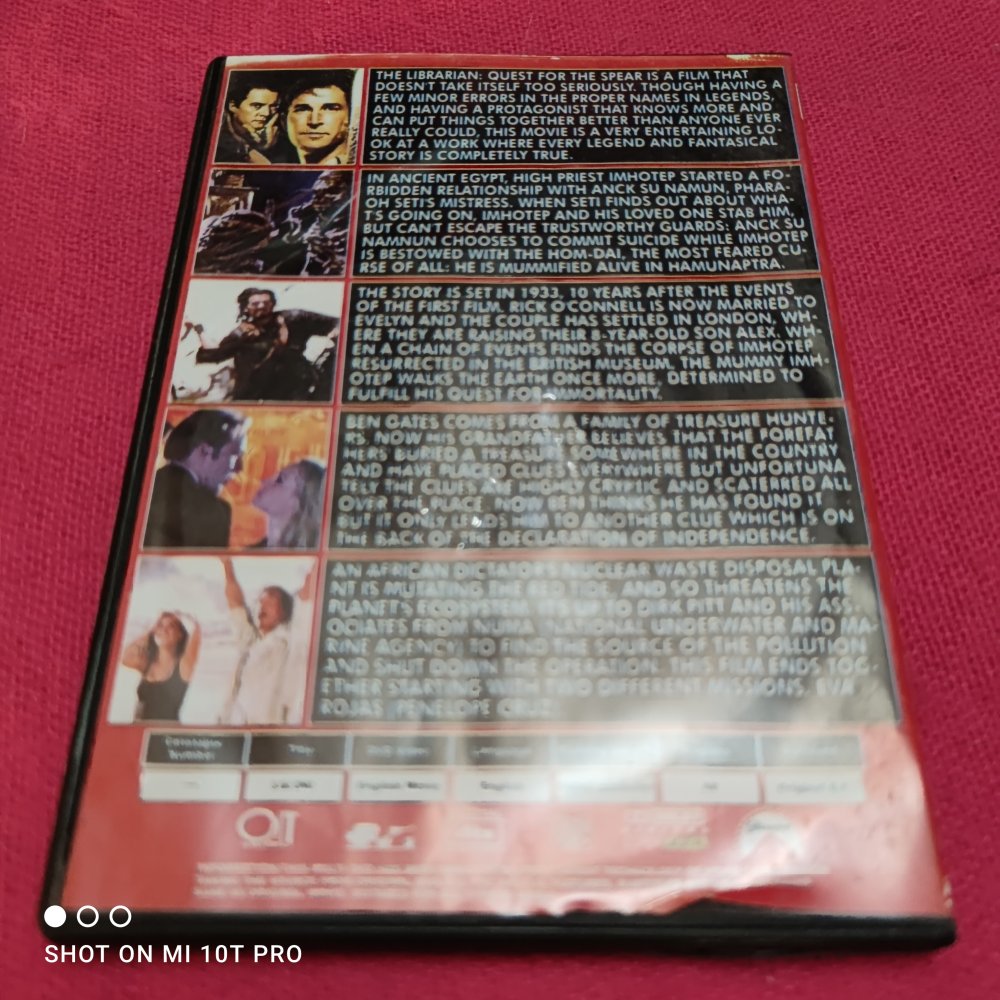 THE LIBRARIAN: QUEST FOR THE SPEAR IS A FILM THAT
DOESN'T TAKE ITSELF TOO SERIOUSLY. THOUGH HAVING A
FEW MINOR ERRORS IN THE PROPER NAMES IN LEGENDS,
AND HAVING A PROTAGONIST THAT KNOWS MORE AND
CAN PUT THINGS TOGETHER BETTER THAN ANYONE EVER
REALLY COULD, THIS MOVIE IS A VERY ENTERTAINING LO-
OK AT A WORK WHERE EVERY LEGEND AND FANTASICAL
STORY IS COMPLETELY TRUE.
IN ANCIENT EGYPT, HIGH PRIEST IMHOTEP STARTED A FO-
RBIDDEN RELATIONSHIP WITH ANCK SU NAMUN, PHARA-
OH SETI'S MISTRESS. WHEN SETI FINDS OUT ABOUT WHA-
T'S GOING ON, IMHOTEP AND HIS LOVED ONE STAB HIM,
BUT CAN'T ESCAPE THE TRUSTWORTHY GUARDS: ANCK SU
NAMNUN CHOOSES TO COMMIT SUICIDE WHILE IMHOTEP
IS BESTOWED WITH THE HOM-DAI, THE MOST FEARED CU-
RSE OF ALL: HE IS MUMMIFIED ALIVE IN HAMUNAPTRA.
THE STORY IS SET IN 1933, 10 YEARS AFTER THE EVENTS
OF THE FIRST FILM. RICK O'CONNELL IS NOW MARRIED TO
EVELYN AND THE COUPLE HAS SETTLED IN LONDON, WH-
ERE THEY ARE RAISING THEIR 8-YEAR OLD SON ALEX. WH-
EN A CHAIN OF EVENTS FINDS THE CORPSE OF IMHOTEP
RESURRECTED IN THE BRITISH MUSEUM, THE MUMMY IMH-
OTEP WALKS THE EARTH ONCE MORE, DETERMINED TO
FULFILL HIS QUEST FOR IMMORTALITY.
BEN GATES COMES FROM A FAMILY OF TREASURE HUNTE-
RS. NOW HIS GRANDFATHER BELIEVES THAT THE FOREFAT
HERS BURIED A TREASURE SOMEWHERE IN THE COUNTRY
AND HAVE PLACED CLUES EVERYWHERE BUT UNFORTUNA
TELY THE CLUES ARE HIGHLY CRYPTIC AND SCATERRED ALL
OVER THE PLACE. NOW BEN THINKS HE HAS FOUND IT
BUT IT ONLY LEADS HIM TO ANOTHER CLUE WHICH IS ON
THE BACK OF THE DECLARATION OF INDEPENDENCE.
AN AFRICAN DICTATOR'S NUCLEAR WASTE DISPOSAL PLA-
NT IS MUTATING THE RED TIDE, AND SO THREATENS THE
PLANET'S ECOSYSTEM. IT'S UP TO DIRK PITT AND HIS ASS-
OCIATES FROM NUMA (NATIONAL UNDERWATER AND MA-
RINE AGENCY) TO FIND THE SOURCE OF THE POLLUTION
AND SHUT DOWN THE OPERATION. THIS FILM ENDS TOG-
ETHER STARTING WITH TWO DIFFERENT MISSIONS. EVA
ROJAS (PENELOPE CRUZ)
Number
English
SHOT ON MI 10T PRO